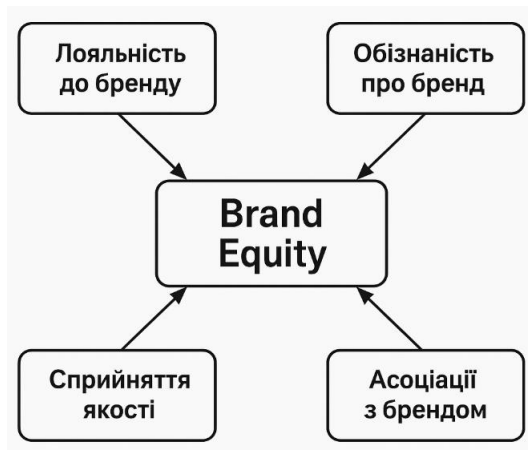 Лояльність
до бренду
Обізнаність
про бренд
Brand
Equity
Сприйняття
якості
Асоціації
з брендом